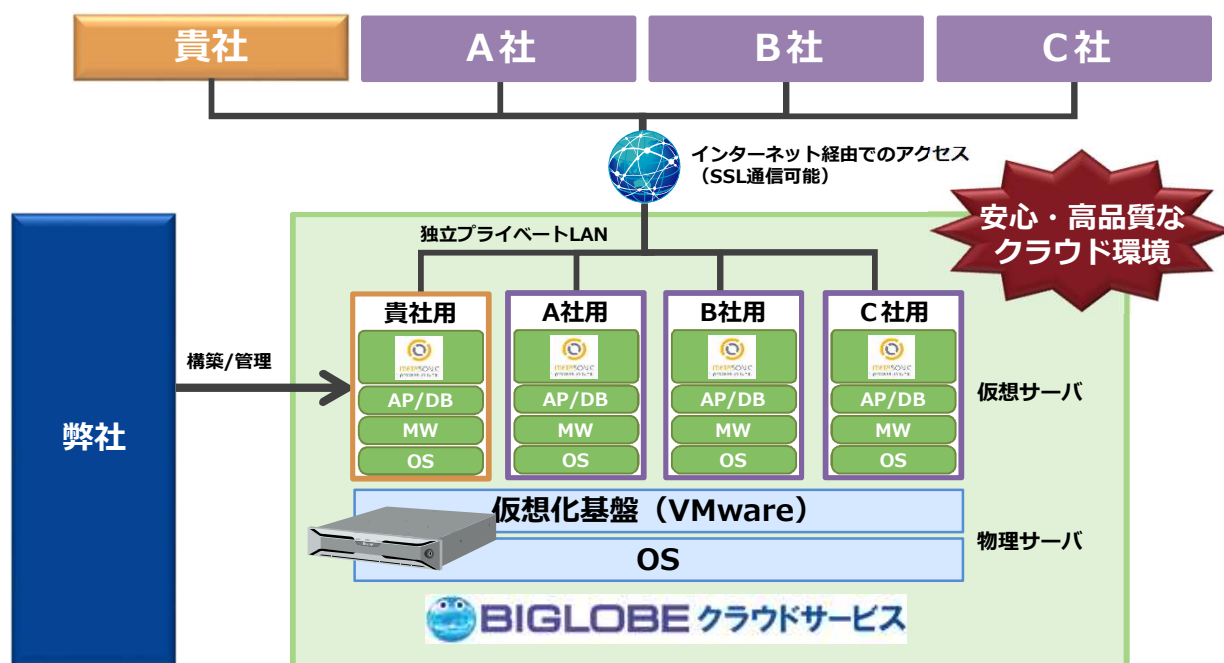 貴社
A社
B社
C社
インターネット経由でのアクセス
（SSL通信可能）
安心・高品質な
クラウド環境
独立プライベートLAN
貴社用
A社用
B社用
C社用
METASONIC
METASONIC
METASONIC
METASONIC
構築/管理
AP/DB
AP/DB
AP/DB
AP/DB
仮想サーバ
MW
MW
MW
MW
弊社
OS
OS
OS
OS
仮想化基盤（VMware）
物理サーバ
OS
BIGLOBE クラウドサービス